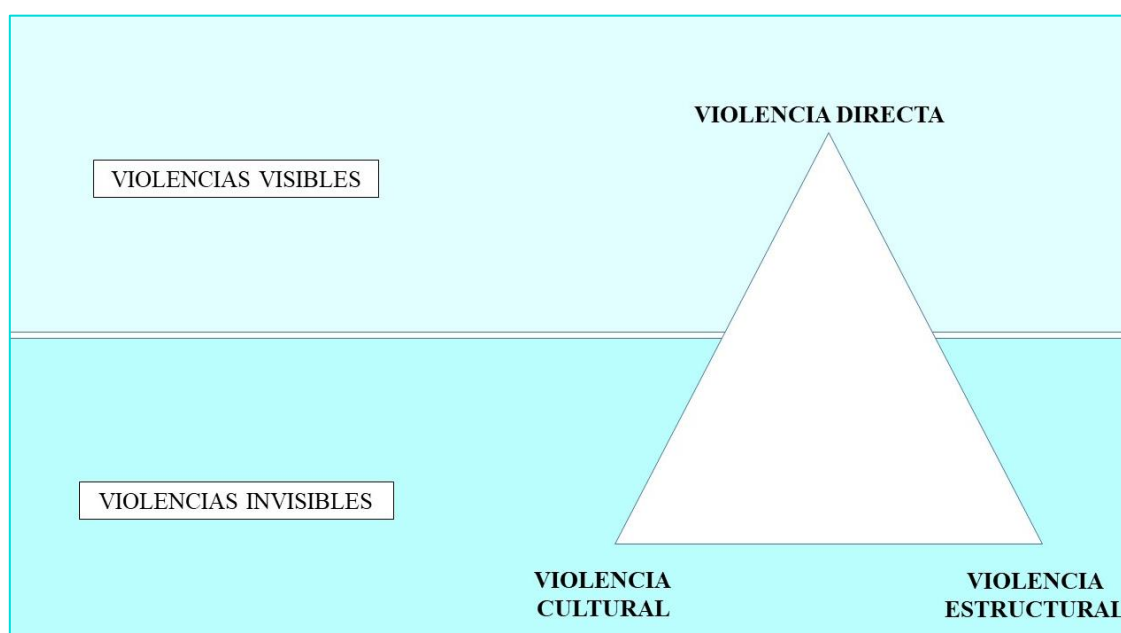 VIOLENCIA DIRECTA
VIOLENCIAS VISIBLES
VIOLENCIAS INVISIBLES
VIOLENCIA
CULTURAL
VIOLENCIA
ESTRUCTURAL